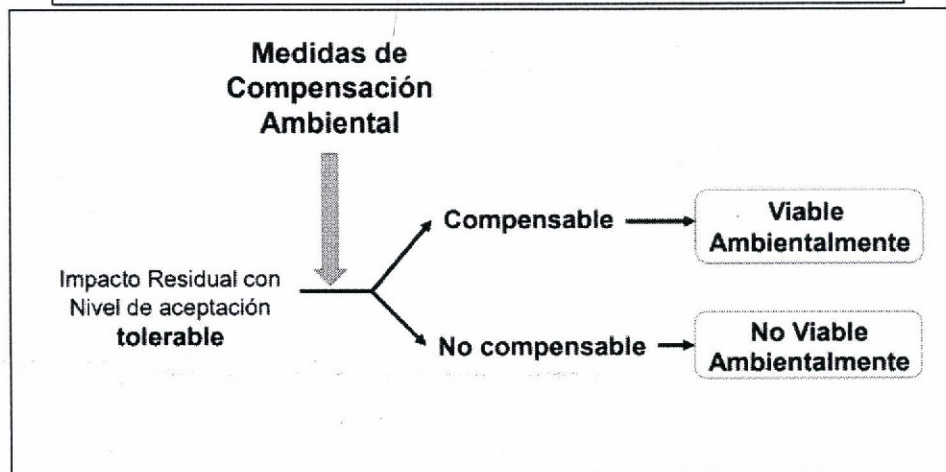 Medidas de
Compensación
Ambiental
Compensable
Viable
Ambientalmente
Impacto Residual con
Nivel de aceptación
tolerable
No compensable
No Viable
Ambientalmente